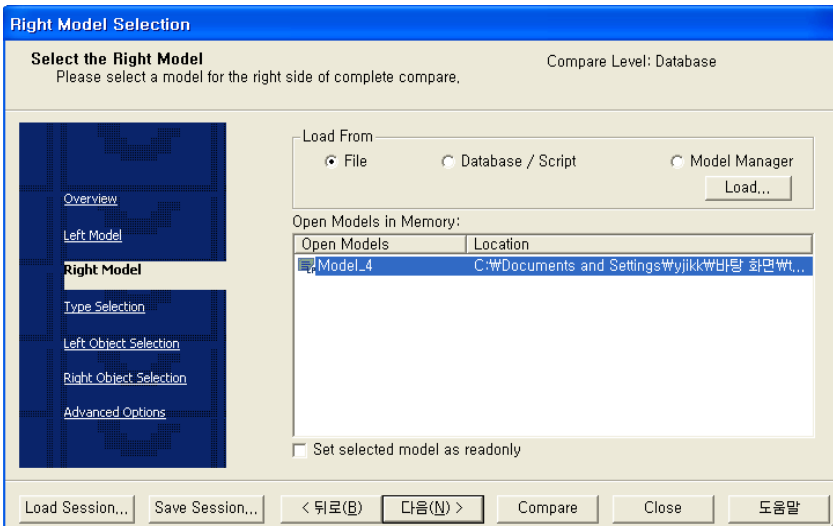 Right Model Selection
Select the Right Model
Please select a model for the right side of complete compare,
Compare Level: Database
Overview
Left Model
Right Model
Type Selection
Left Object Selection
Right Object Selection
Advanced Options
Load From
File Database / Script Model Manager
Load,,,
Open Models in Memory:
Open Models Location
Model_4 C:₩Documents and Settings₩yjikk₩바탕 화면₩t,,,
Set selected model as readonly
Load Session,,, Save Session,,, < 뒤로(B) 다음(N) > Compare Close 도움말